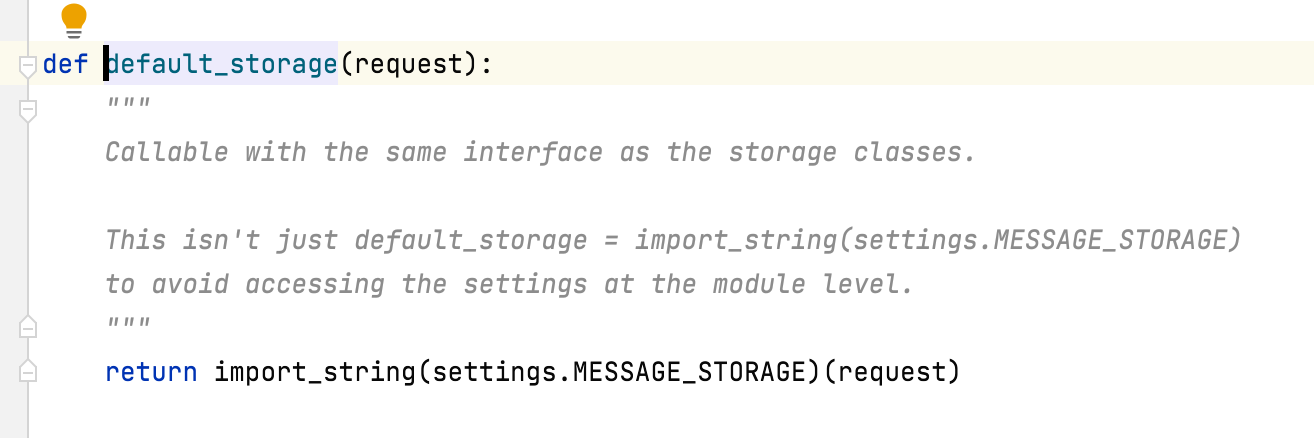 def default_storage(request):
"""
Callable with the same interface as the storage classes.
This isn't just default_storage = import_string(settings.MESSAGE_STORAGE)
to avoid accessing the settings at the module level.
"""
return import_string(settings.MESSAGE_STORAGE)(request)